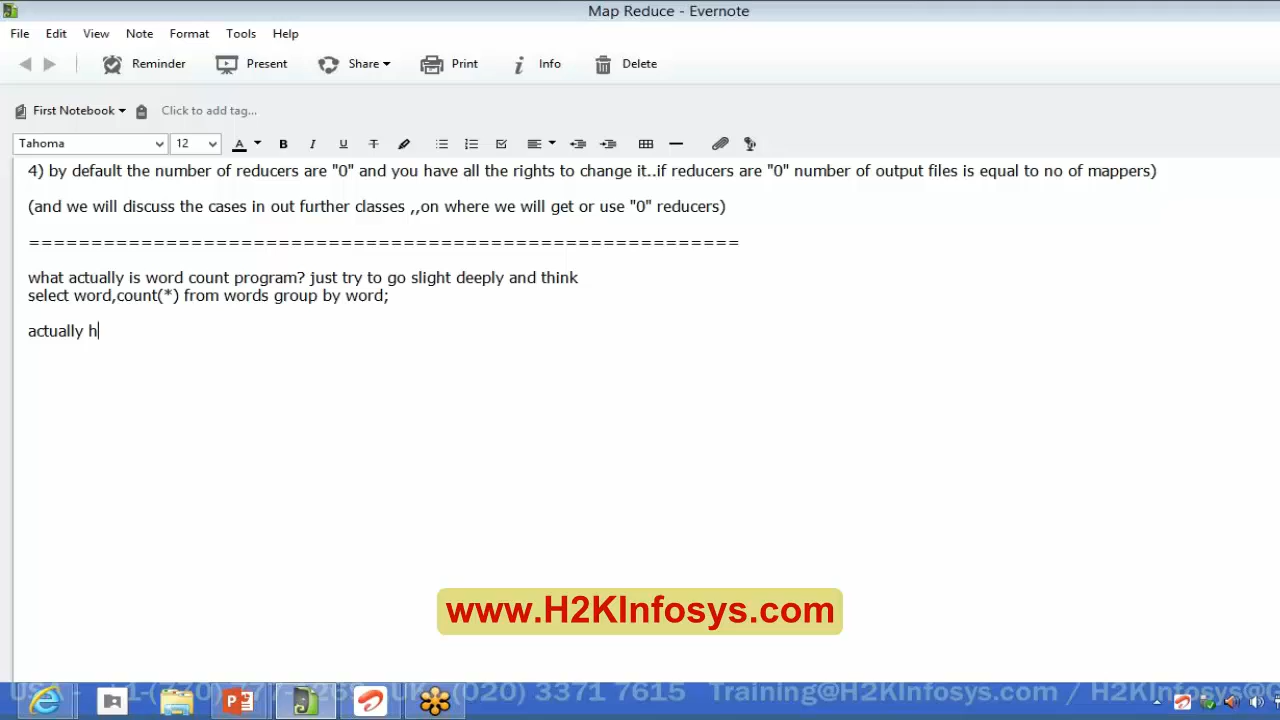 Map Reduce - Evernote
File Edit View Note Format Tools Help
Reminder Present Share Print Info Delete
First Notebook Click to add tag...
Tahoma 12 A B I U T
4) by default the number of reducers are "0" and you have all the rights to change it..if reducers are "0" number of output files is equal to no of mappers)
(and we will discuss the cases in out further classes ,,on where we will get or use "0" reducers)
=========================================================
what actually is word count program? just try to go slight deeply and think
select word,count(*) from words group by word;
actually h
www.H2KInfosys.com
USA - +1-(770) (020) 3371 7615 Training@H2KInfosys.com / H2KInfosys@